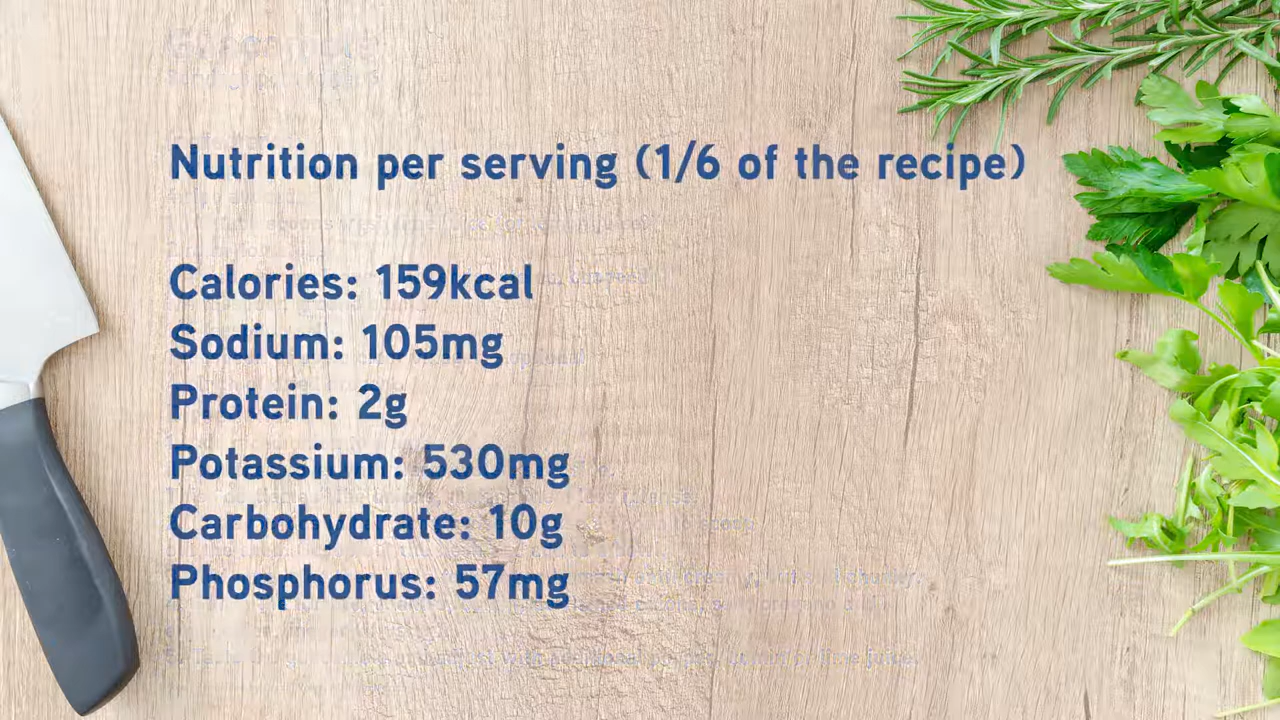 Nutrition per serving (1/6 of the recipe)
Calories: 159kcal
Sodium: 105mg
Protein: 2g
Potassium: 530mg
Carbohydrate: 10g
Phosphorus: 57mg